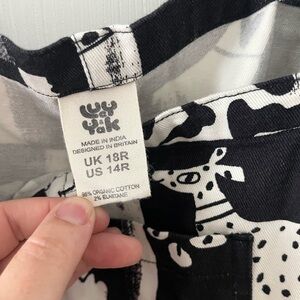 Lucy
& Yak
MADE IN INDIA
DESIGNED IN BRITAIN
UK 18R
US 14R
98% ORGANIC COTTON
2% ELASTANE